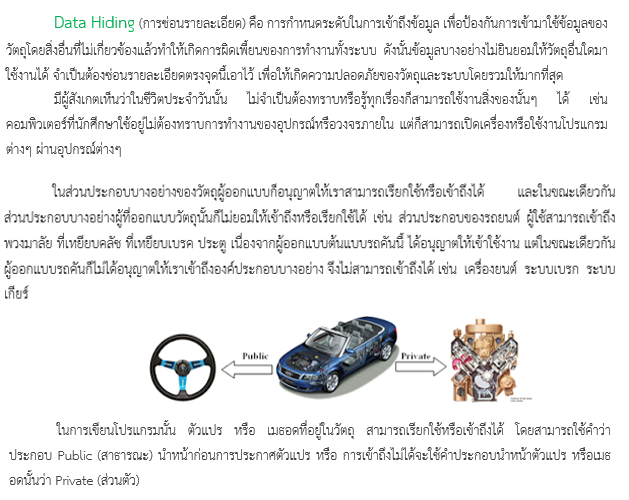 Data Hiding (การซ่อนรายละเอียด) คือ การกำหนดระดับในการเข้าถึงข้อมูล เพื่อป้องกันการเข้ามาใช้ข้อมูลของ
วัตถุโดยสิ่งอื่นที่ไม่เกี่ยวข้องแล้วทำให้เกิดการผิดเพี้ยนของการทำงานทั้งระบบ ดังนั้นข้อมูลบางอย่างไม่ยินยอมให้วัตถุอื่นใดมา
ใช้งานได้ จำเป็นต้องซ่อนรายละเอียดตรงจุดนี้เอาไว้ เพื่อให้เกิดความปลอดภัยของวัตถุและระบบโดยรวมให้มากที่สุด
มีผู้สังเกตเห็นว่าในชีวิตประจำวันนั้น ไม่จำเป็นต้องทราบหรือรู้ทุกเรื่องก็สามารถใช้งานสิ่งของนั้นๆ ได้ เช่น
คอมพิวเตอร์ที่นักศึกษาใช้อยู่ไม่ต้องทราบการทำงานของอุปกรณ์หรือวงจรภายใน แต่ก็สามารถเปิดเครื่องหรือใช้งานโปรแกรม
ต่างๆ ผ่านอุปกรณ์ต่างๆ
ในส่วนประกอบบางอย่างของวัตถุผู้ออกแบบก็อนุญาตให้เราสามารถเรียกใช้หรือเข้าถึงได้ และในขณะเดียวกัน
ส่วนประกอบบางอย่างผู้ที่ออกแบบวัตถุนั้นก็ไม่ยอมให้เข้าถึงหรือเรียกใช้ได้ เช่น ส่วนประกอบของรถยนต์ ผู้ใช้สามารถเข้าถึง
พวงมาลัย ที่เหยียบคลัซ ที่เหยียบเบรค ประตู เนื่องจากผู้ออกแบบต้นแบบรถคันนี้ ได้อนุญาตให้เข้าใช้งาน แต่ในขณะเดียวกัน
ผู้ออกแบบรถคันก็ไม่ได้อนุญาตให้เราเข้าถึงองค์ประกอบบางอย่าง จึงไม่สามารถเข้าถึงได้ เช่น เครื่องยนต์ ระบบเบรก ระบบ
เกียร์
Public Private
ในการเขียนโปรแกรมนั้น ตัวแปร หรือ เมธอดที่อยู่ในวัตถุ สามารถเรียกใช้หรือเข้าถึงได้ โดยสามารถใช้คำว่า
ประกอบ Public (สาธารณะ) นำหน้าก่อนการประกาศตัวแปร หรือ การเข้าถึงไม่ได้จะใช้คำประกอบนำหน้าตัวแปร หรือเมธ
อดนั้นว่า Private (ส่วนตัว)